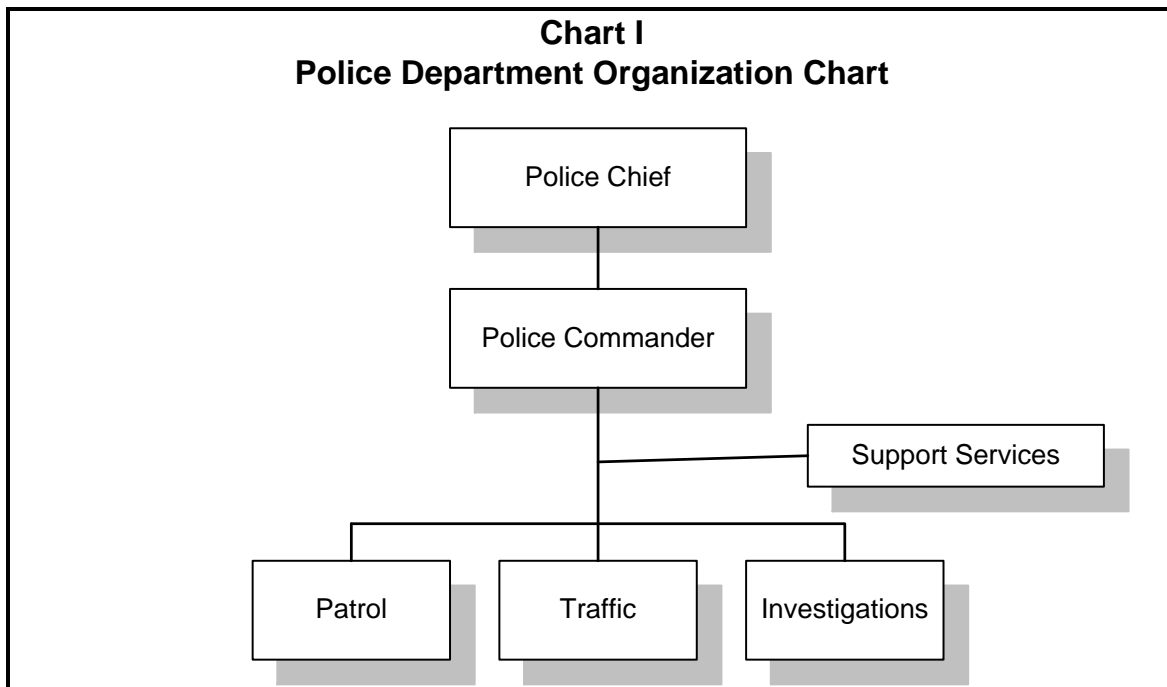 Chart I
Police Department Organization Chart
Police Chief
Police Commander
Support Services
Patrol
Traffic
Investigations